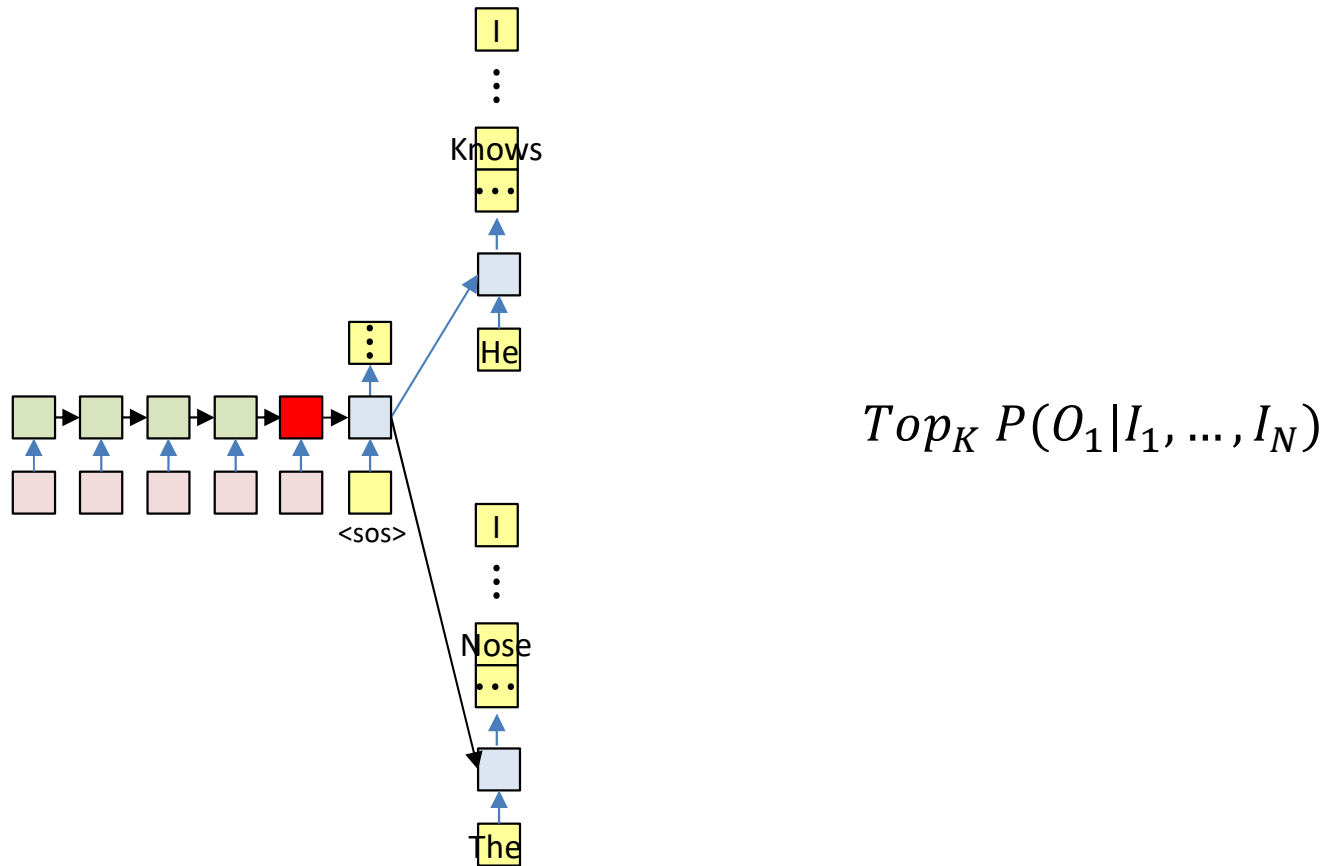 I
⋮
Knows
...
He
⋮
<sos>
I
⋮
Nose
...
The
Top_K P(O_1|I_1, ..., I_N)